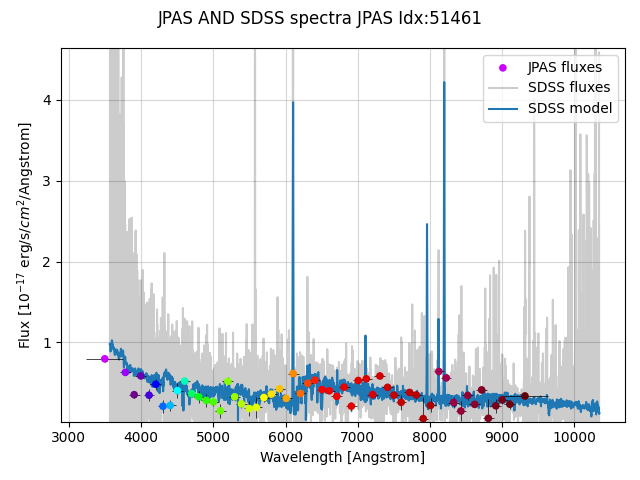 JPAS AND SDSS spectra JPAS Idx:51461
JPAS fluxes
SDSS fluxes
SDSS model
4
3
2
1
Flux [10^{-17} erg/s/cm^2/Angstrom]
3000 4000 5000 6000 7000 8000 9000 10000
Wavelength [Angstrom]